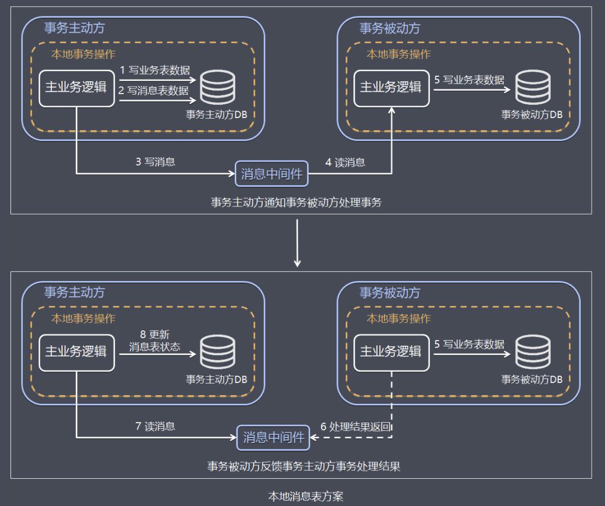 事务主动方
本地事务操作
主业务逻辑
1 写业务表数据
2 写消息表数据
事务主动方DB
事务被动方
本地事务操作
主业务逻辑
5 写业务表数据
事务被动方DB
3 写消息
消息中间件
4 读消息
事务主动方通知事务被动方处理事务
事务主动方
本地事务操作
主业务逻辑
8 更新
消息表状态
事务主动方DB
事务被动方
本地事务操作
主业务逻辑
5 写业务表数据
事务被动方DB
7 读消息
消息中间件
6 处理结果返回
事务被动方反馈事务主动方事务处理结果
本地消息表方案